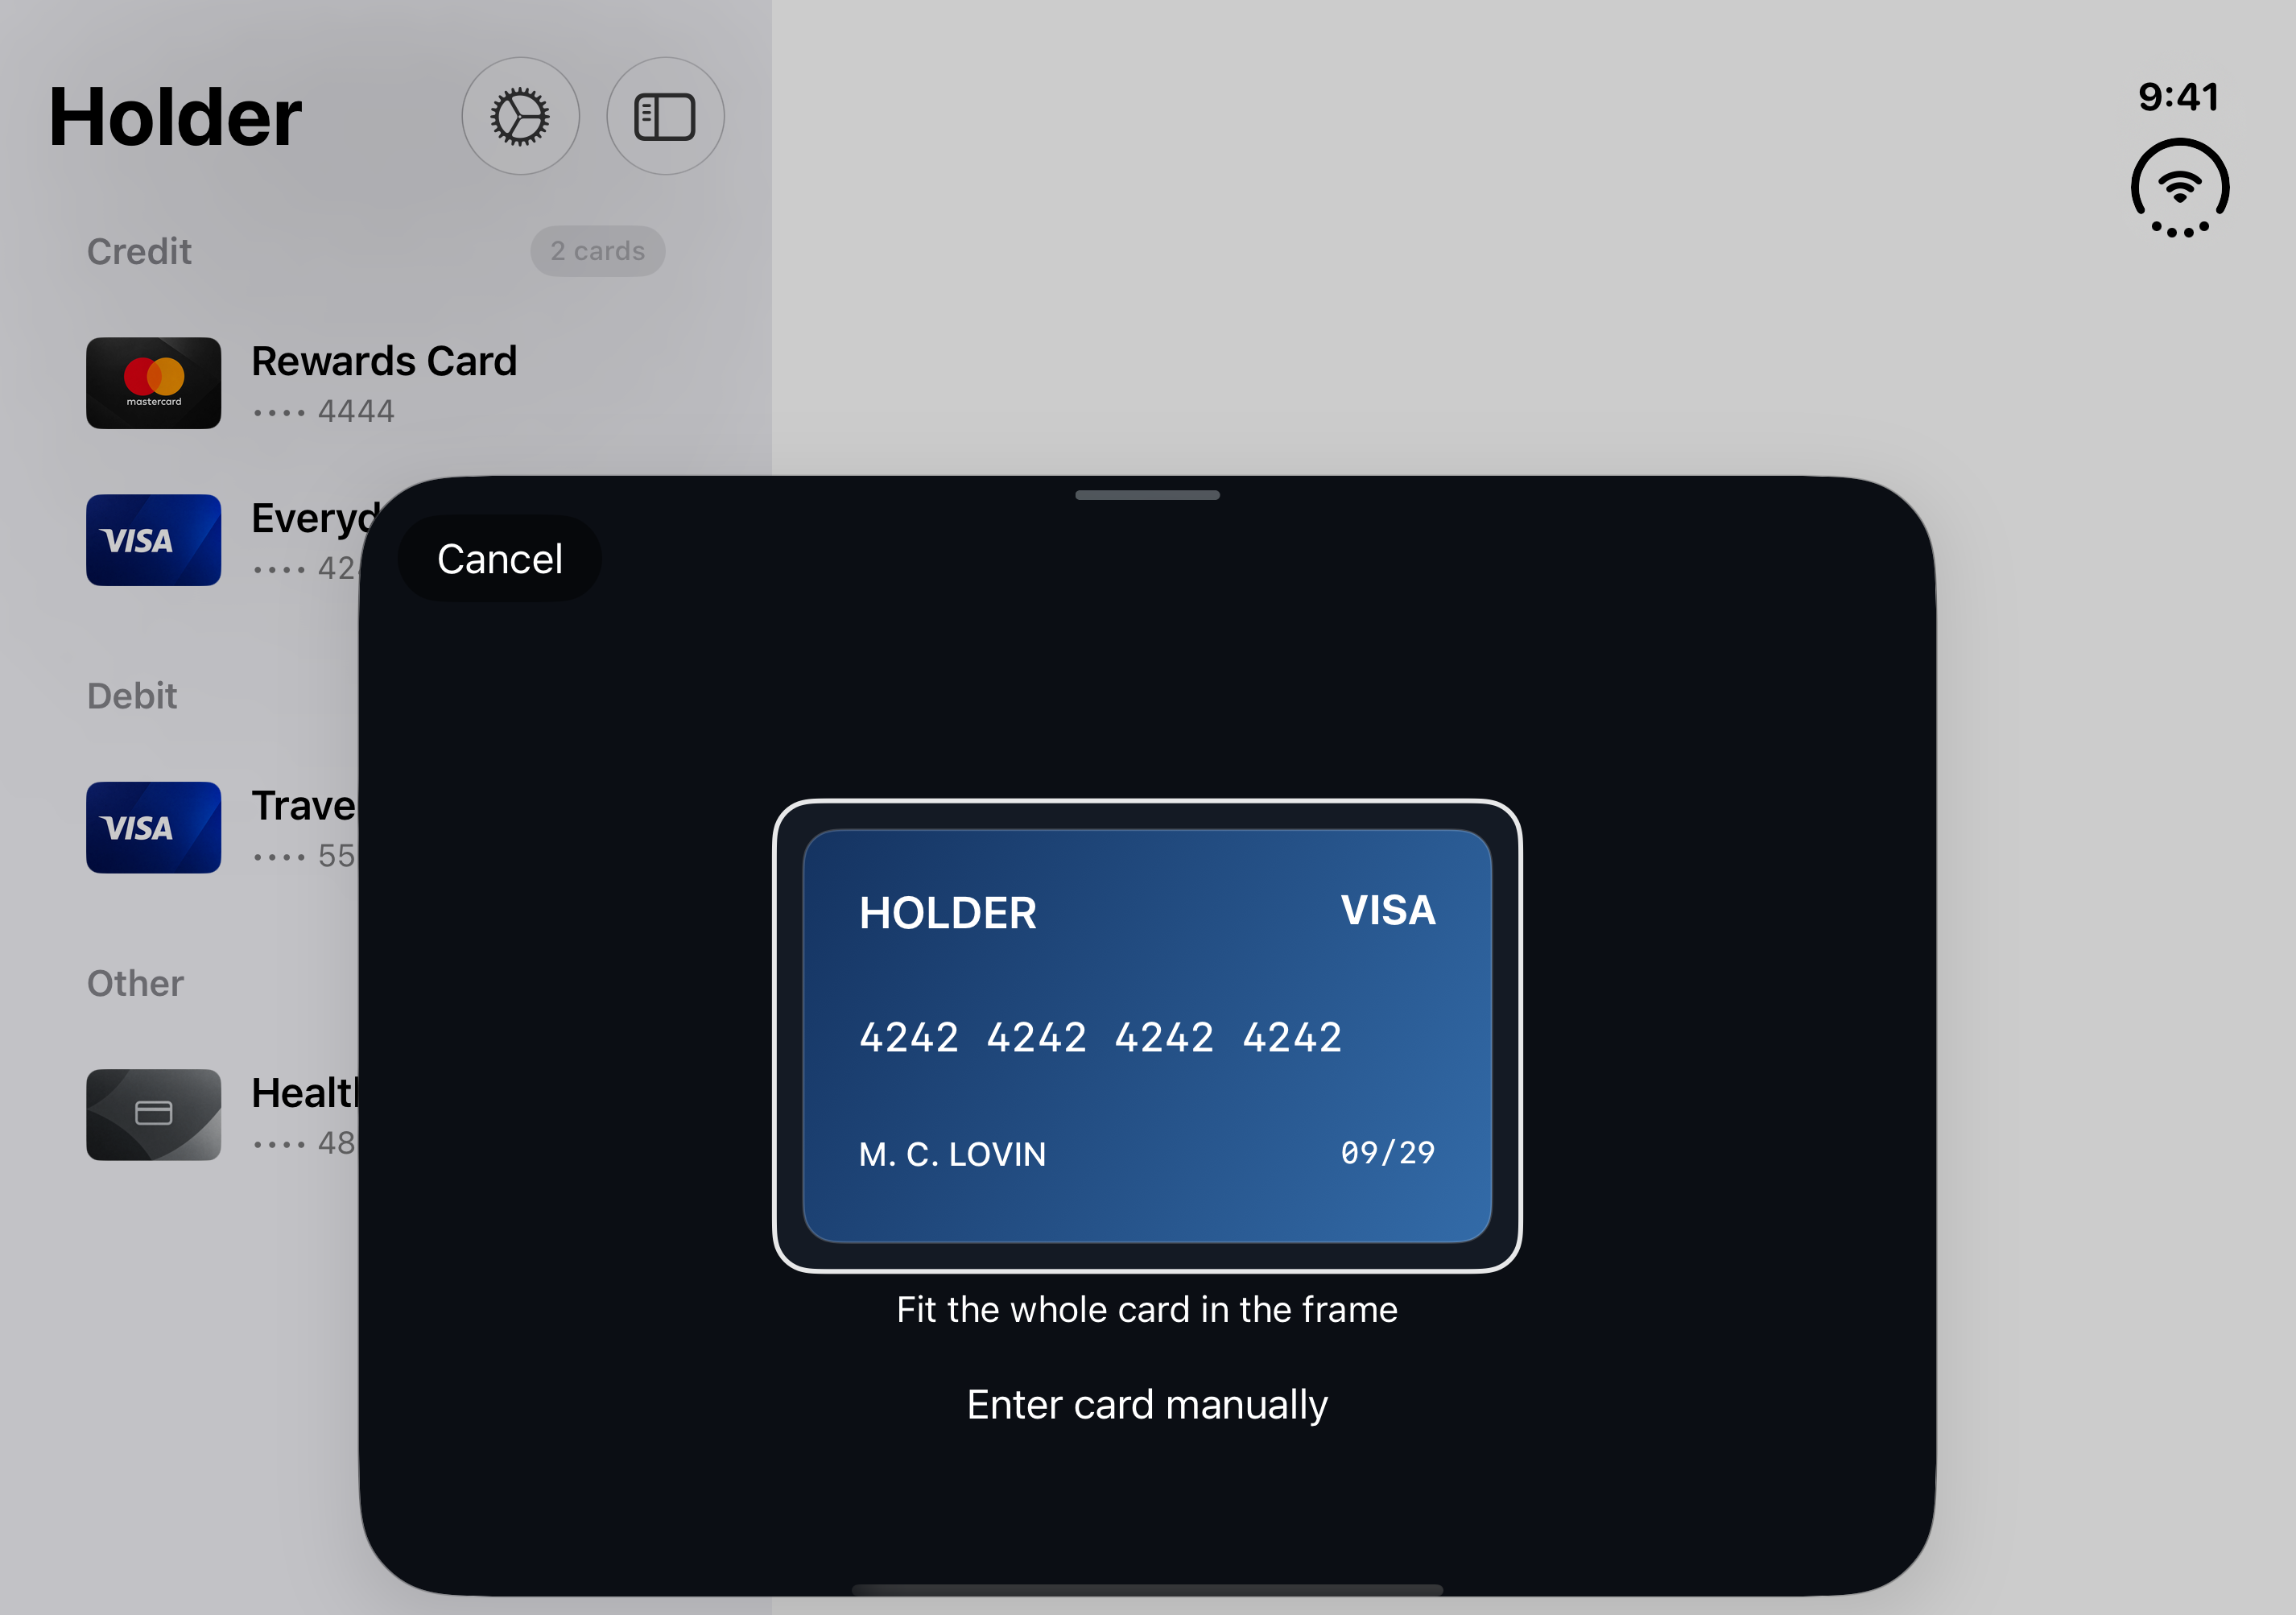 Holder
9:41
Credit
2 cards
mastercard
Rewards Card
•••• 4444
VISA
Everyd
•••• 42
Cancel
Debit
VISA
Trave
•••• 55
HOLDER
VISA
4242 4242 4242 4242
Other
Healt
•••• 48
M. C. LOVIN
09/29
Fit the whole card in the frame
Enter card manually